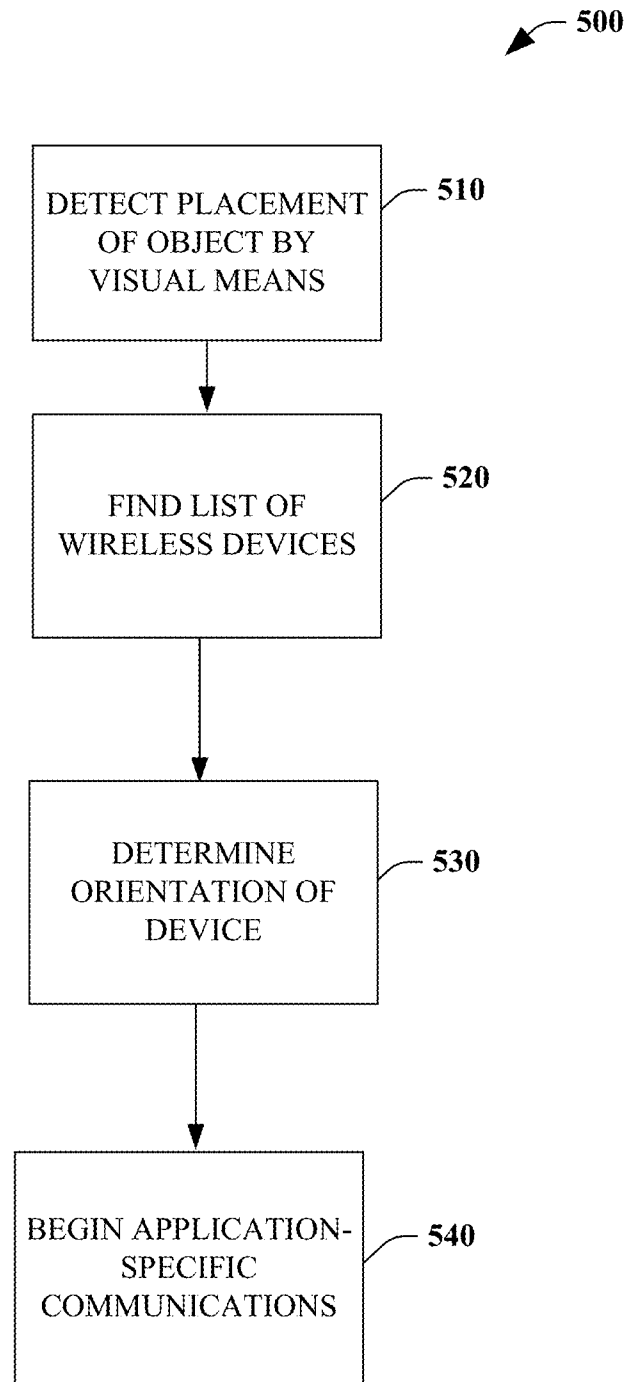 500
DETECT PLACEMENT
OF OBJECT BY
VISUAL MEANS
510
FIND LIST OF
WIRELESS DEVICES
520
DETERMINE
ORIENTATION OF
DEVICE
530
BEGIN APPLICATION-
SPECIFIC
COMMUNICATIONS
540